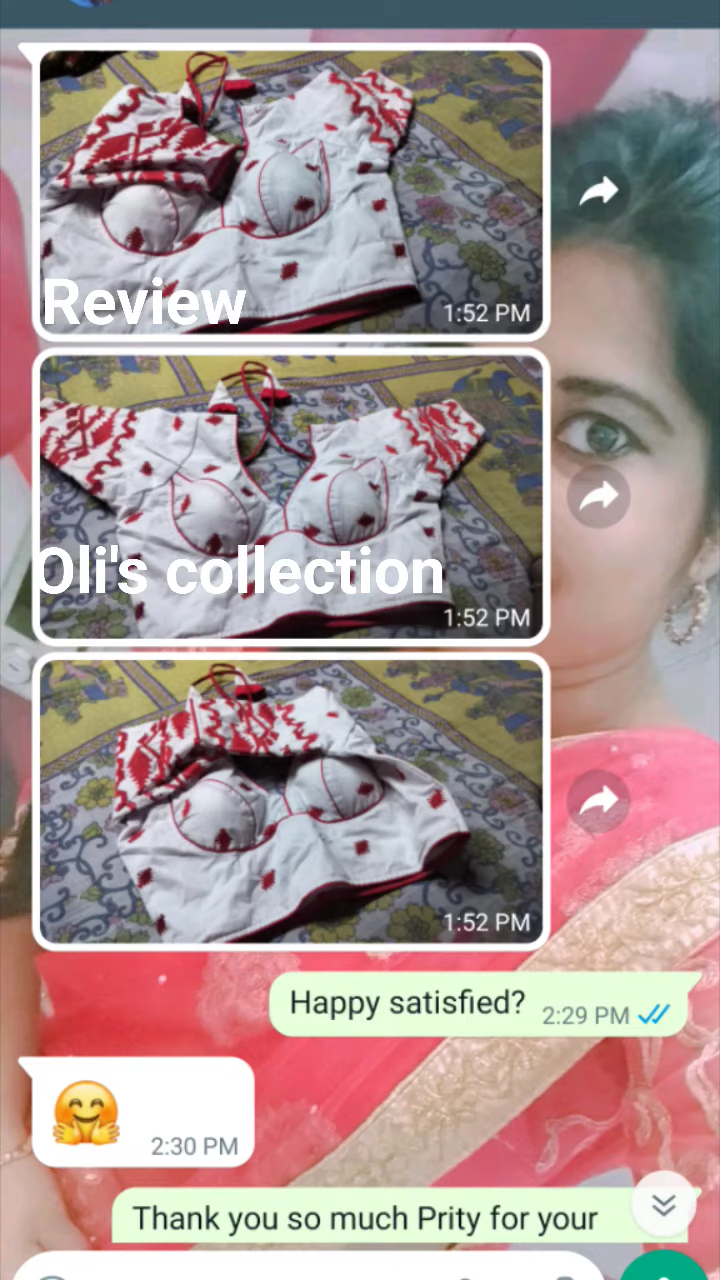 Review
1:52 PM
Oli's collection
1:52 PM
1:52 PM
Happy satisfied? 2:29 PM
🤗
2:30 PM
Thank you so much Prity for your